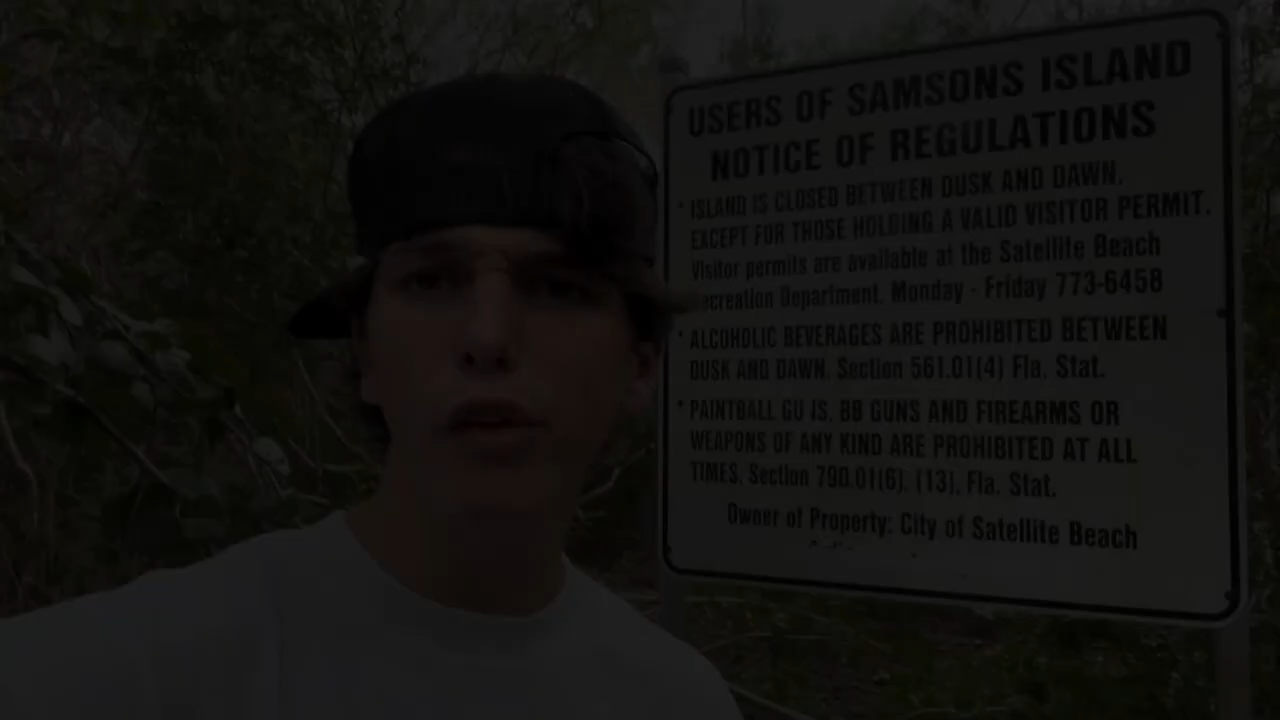 USERS OF SAMSONS ISLAND
NOTICE OF REGULATIONS
• ISLAND IS CLOSED BETWEEN DUSK AND DAWN,
EXCEPT FOR THOSE HOLDING A VALID VISITOR PERMIT.
Visitor permits are available at the Satellite Beach
ecreation Department, Monday - Friday 773-6458
• ALCOHOLIC BEVERAGES ARE PROHIBITED BETWEEN
DUSK AND DAWN. Section 561.01(4) Fla. Stat.
• PAINTBALL GU IS, BB GUNS AND FIREARMS OR
WEAPONS OF ANY KIND ARE PROHIBITED AT ALL
TIMES. Section 790.01(6), (13), Fla. Stat.
Owner of Property: City of Satellite Beach